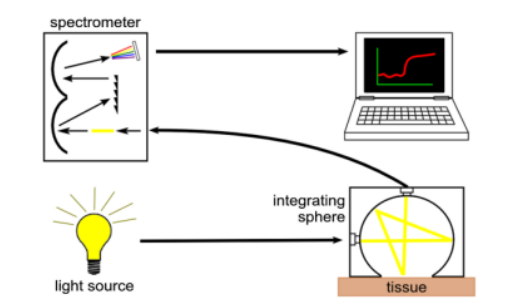 spectrometer
integrating
sphere
light source
tissue